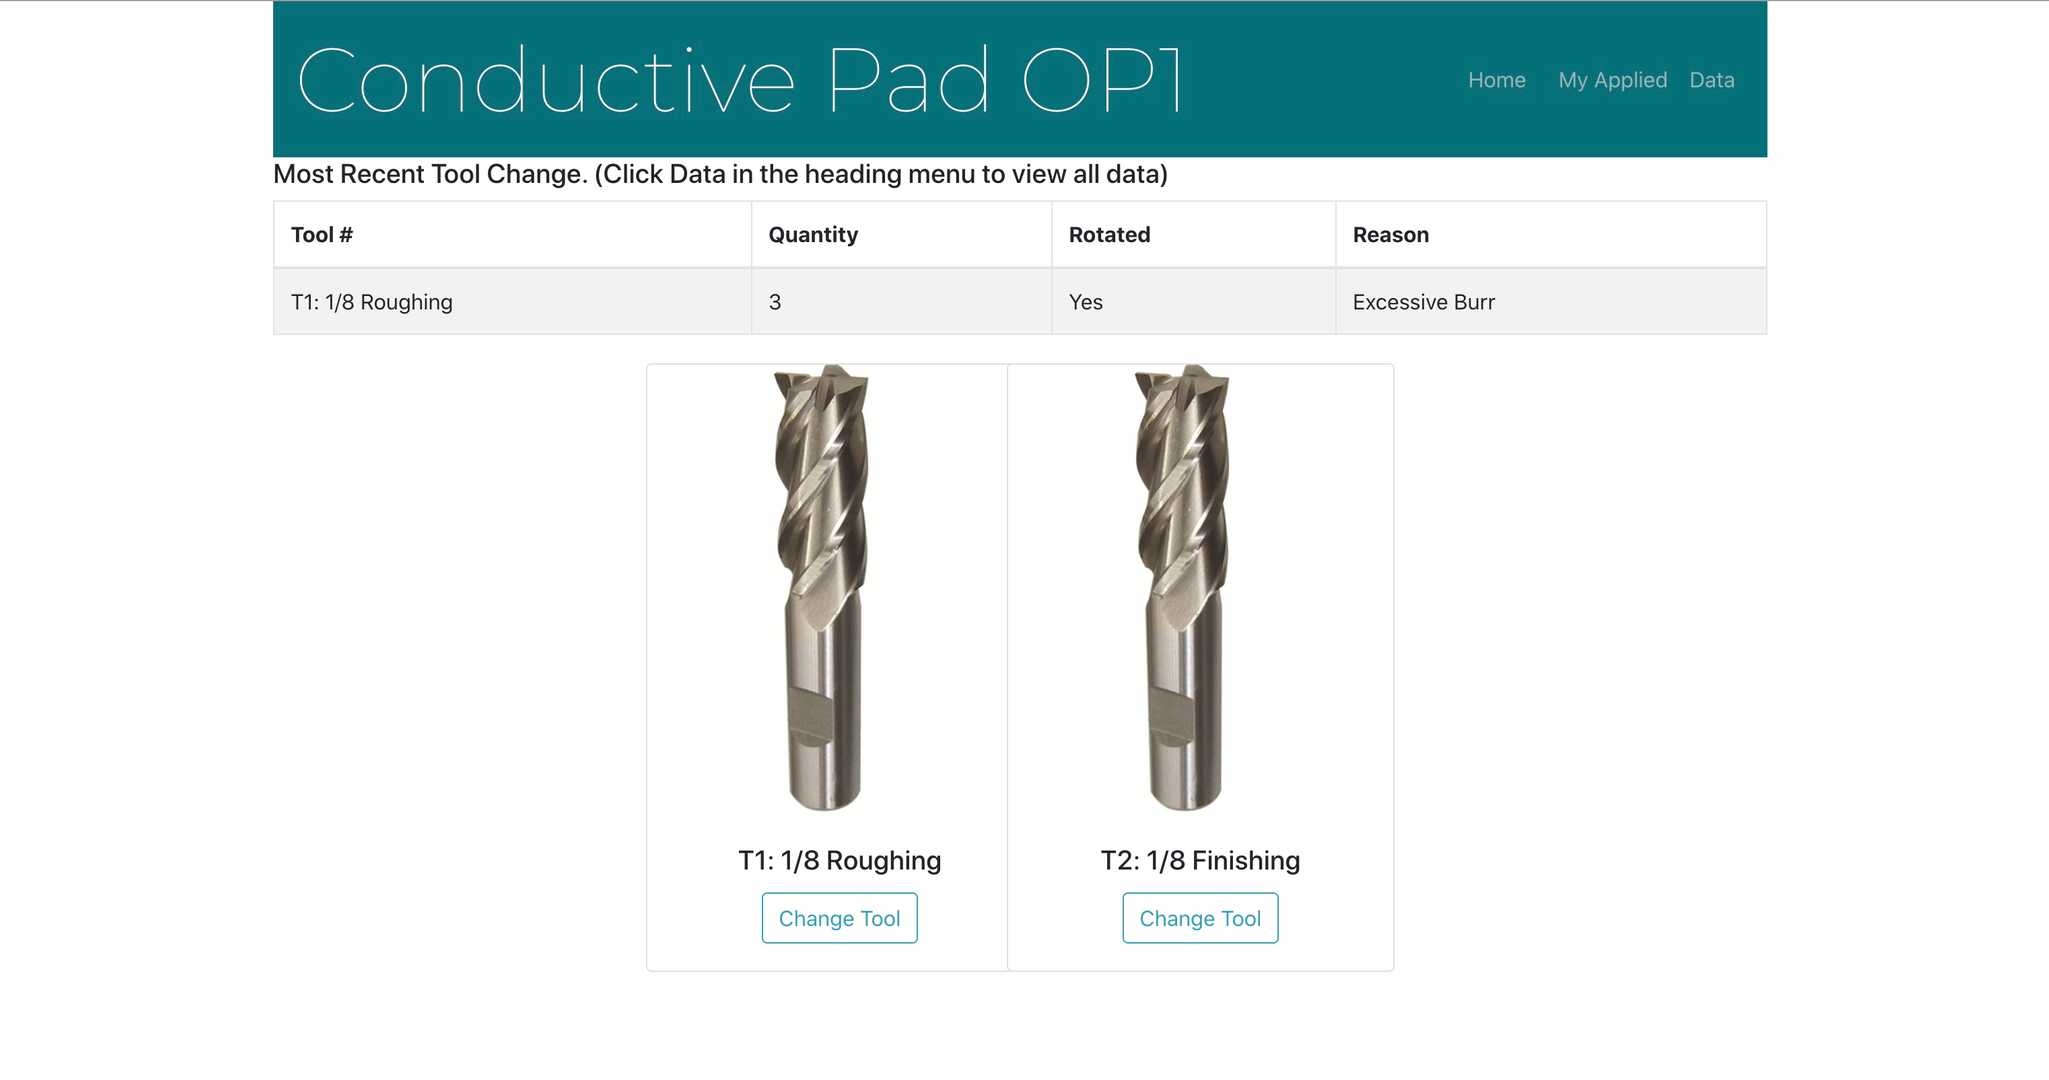 Conductive Pad OP1
Home My Applied Data
Most Recent Tool Change. (Click Data in the heading menu to view all data)
Tool # Quantity Rotated Reason
T1: 1/8 Roughing 3 Yes Excessive Burr
T1: 1/8 Roughing T2: 1/8 Finishing
Change Tool Change Tool